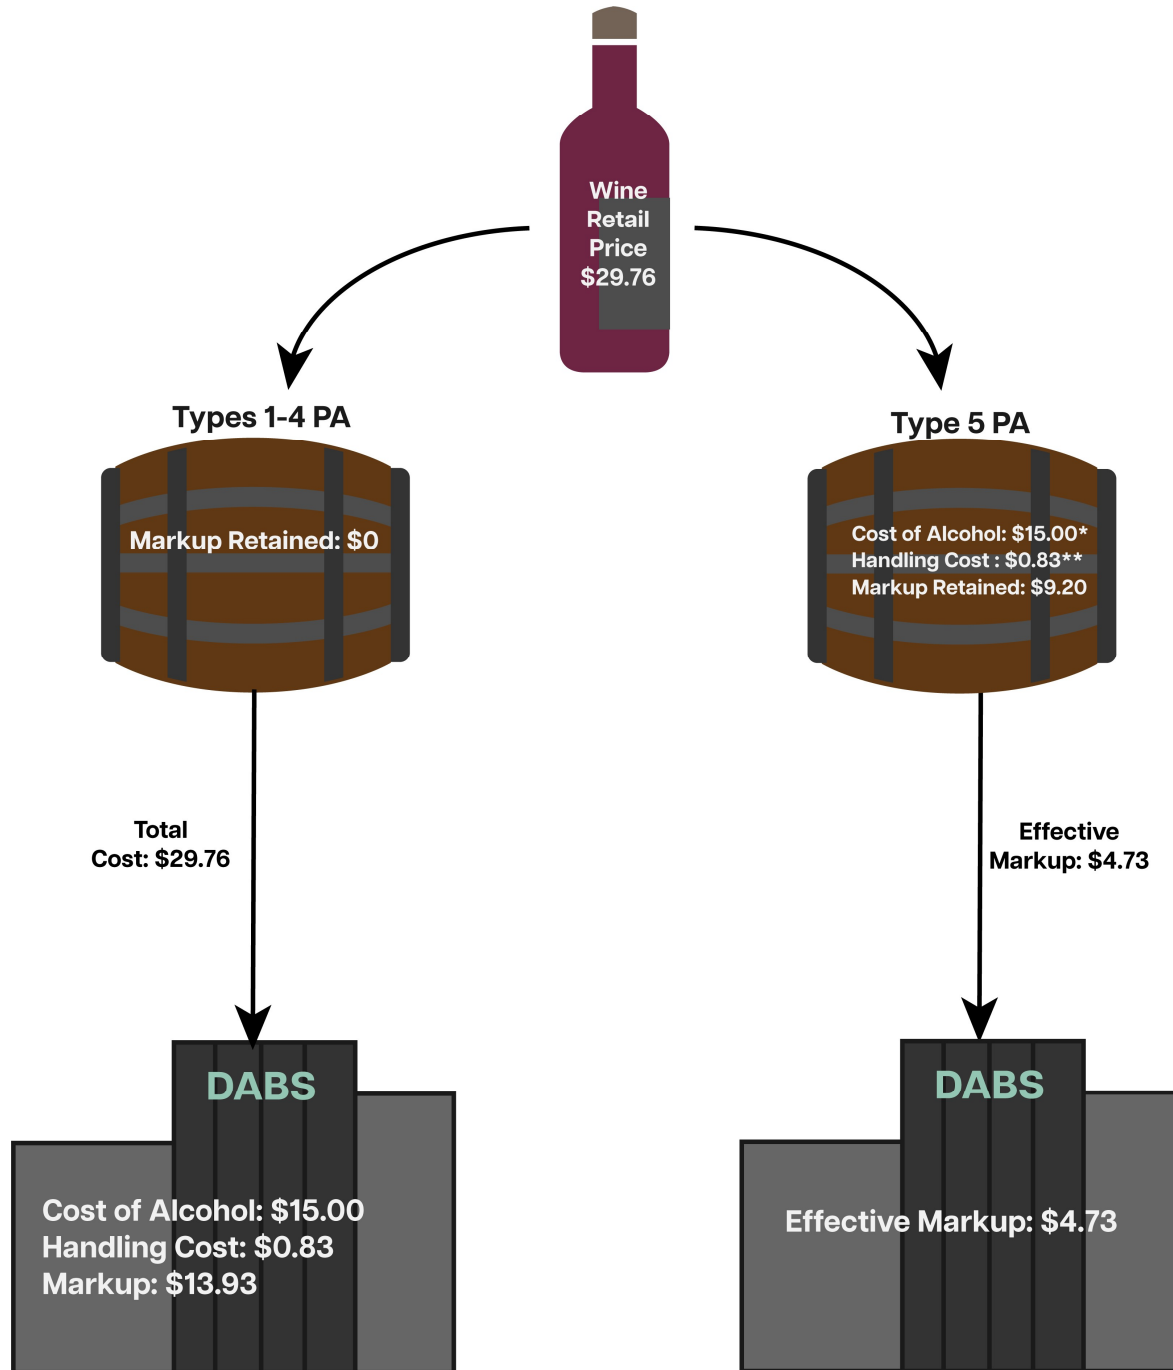 Wine
Retail
Price
$29.76
Types 1-4 PA
Markup Retained: $0
Total
Cost: $29.76
DABS
Cost of Alcohol: $15.00
Handling Cost: $0.83
Markup: $13.93
Type 5 PA
Cost of Alcohol: $15.00*
Handling Cost : $0.83**
Markup Retained: $9.20
Effective
Markup: $4.73
DABS
Effective Markup: $4.73